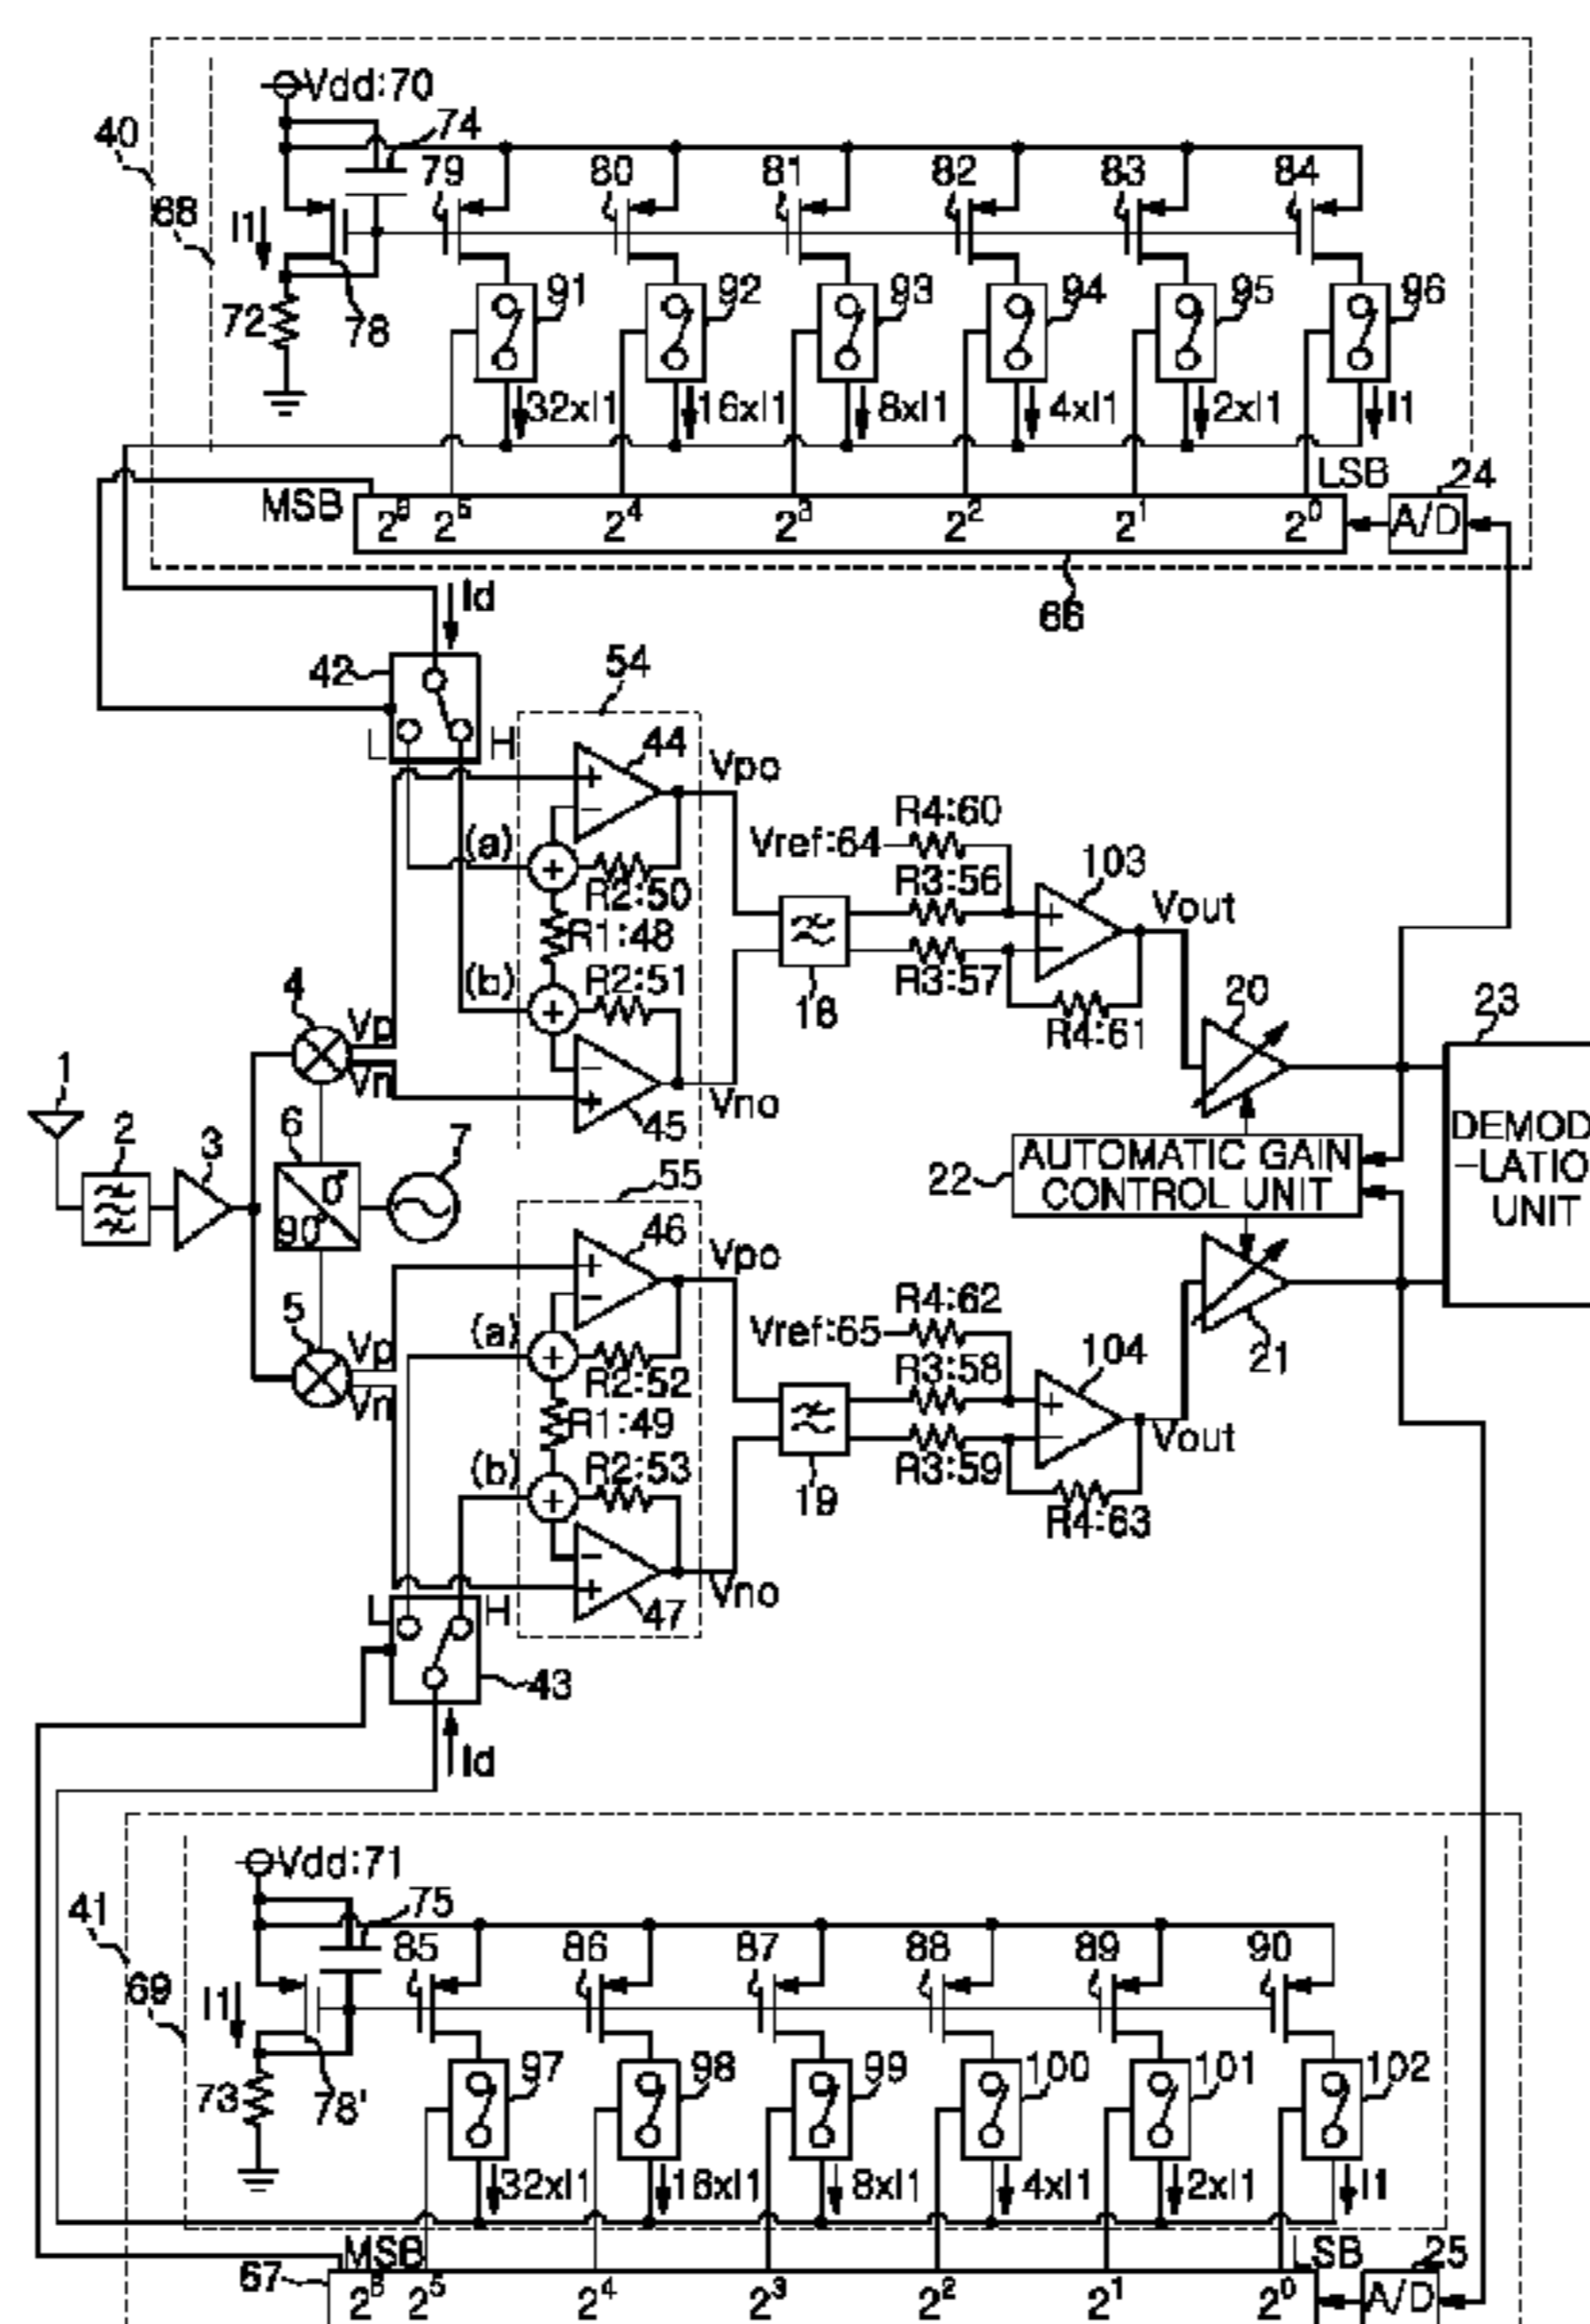 Vdd:70
74
40
79 80 81 82 83 84
68
I1
91 92 93 94 95 96
72
78
32xI1 16xI1 8xI1 4xI1 2xI1 I1
LSB
24
MSB
2⁶ 2⁵ 2⁴ 2³ 2² 2¹ 2⁰
A/D
Id
66
42
54
L H
44
Vpo
R4:60
(a)
Vref:64
103
R2:50
R3:56
Vout
R1:48
(b)
R2:51
R3:57
4
18
20
23
Vp
R4:61
1
Vn
Vno
2
3
6
7
45
DEMOD
0°
55
22
AUTOMATIC GAIN
CONTROL UNIT
-LATIO
90°
UNIT
46
Vpo
5
R4:62
(a)
Vref:65
21
Vp
R2:52
R3:58
104
Vn
R1:49
Vout
(b)
R2:53
R3:59
19
R4:63
Vno
L H
47
43
Id
Vdd:71
41
75
85 86 87 88 89 90
69
I1
97 98 99 100 101 102
73
78'
32xI1 16xI1 8xI1 4xI1 2xI1 I1
MSB
LSB
25
67
2⁶ 2⁵ 2⁴ 2³ 2² 2¹ 2⁰
A/D